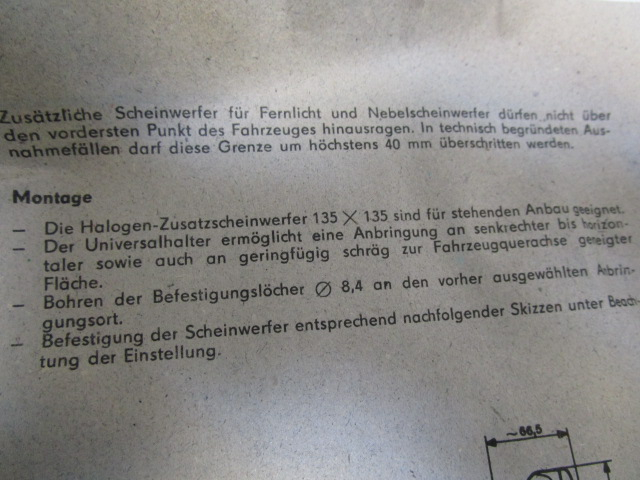 Zusätzliche Scheinwerfer für Fernlicht und Nebelscheinwerfer dürfen nicht über
den vordersten Punkt des Fahrzeuges hinausragen. In technisch begründeten Aus-
nahmefällen darf diese Grenze um höchstens 40 mm überschritten werden.
Montage
— Die Halogen-Zusatzscheinwerfer 135 X 135 sind für stehenden Anbau geeignet.
— Der Universalhalter ermöglicht eine Anbringung an senkrechter bis horizon-
taler sowie auch an geringfügig schräg zur Fahrzeugquerachse geneigter
Fläche.
— Bohren der Befestigungslöcher ∅ 8,4 an den vorher ausgewählten Anbrin-
gungsort.
— Befestigung der Scheinwerfer entsprechend nachfolgender Skizzen unter Beach-
tung der Einstellung.
~66,5